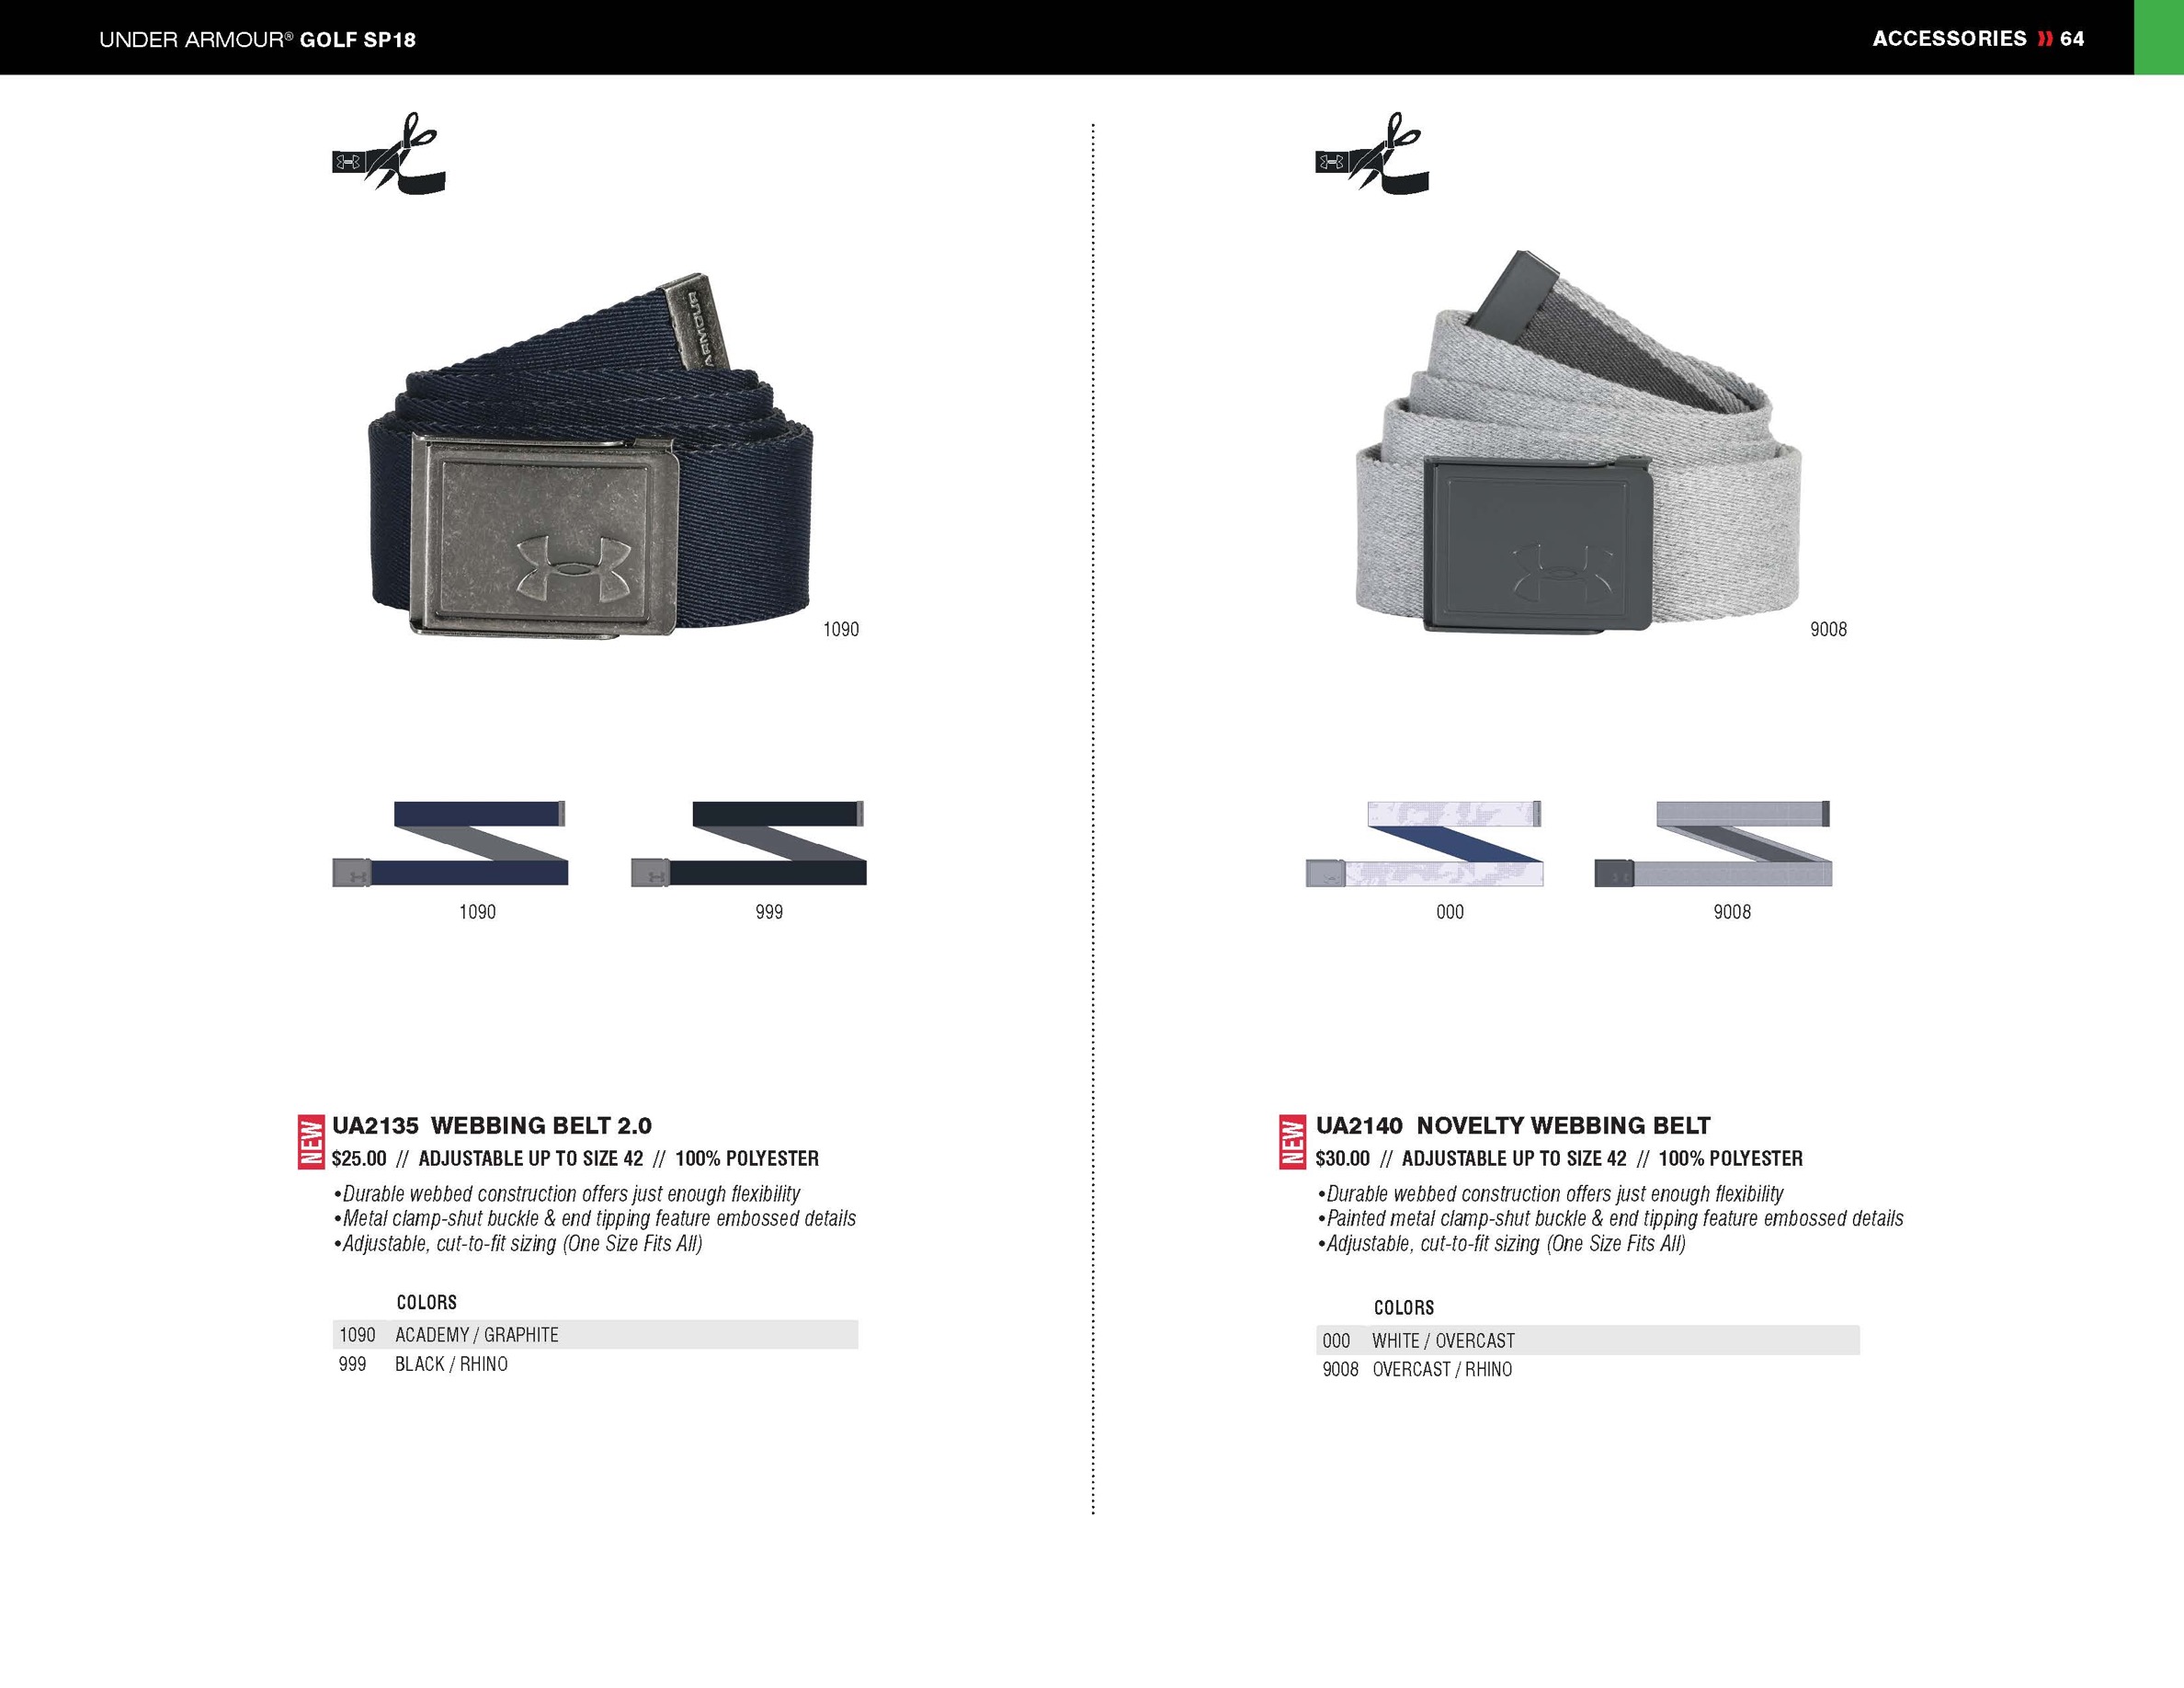 UNDER ARMOUR® GOLF SP18
ACCESSORIES 64
ARMOUR
1090
1090
999
NEW
UA2135 WEBBING BELT 2.0
$25.00 // ADJUSTABLE UP TO SIZE 42 // 100% POLYESTER
•Durable webbed construction offers just enough flexibility
•Metal clamp-shut buckle & end tipping feature embossed details
•Adjustable, cut-to-fit sizing (One Size Fits All)
COLORS
1090 ACADEMY / GRAPHITE
999 BLACK / RHINO
9008
000
9008
NEW
UA2140 NOVELTY WEBBING BELT
$30.00 // ADJUSTABLE UP TO SIZE 42 // 100% POLYESTER
•Durable webbed construction offers just enough flexibility
•Painted metal clamp-shut buckle & end tipping feature embossed details
•Adjustable, cut-to-fit sizing (One Size Fits All)
COLORS
000 WHITE / OVERCAST
9008 OVERCAST / RHINO